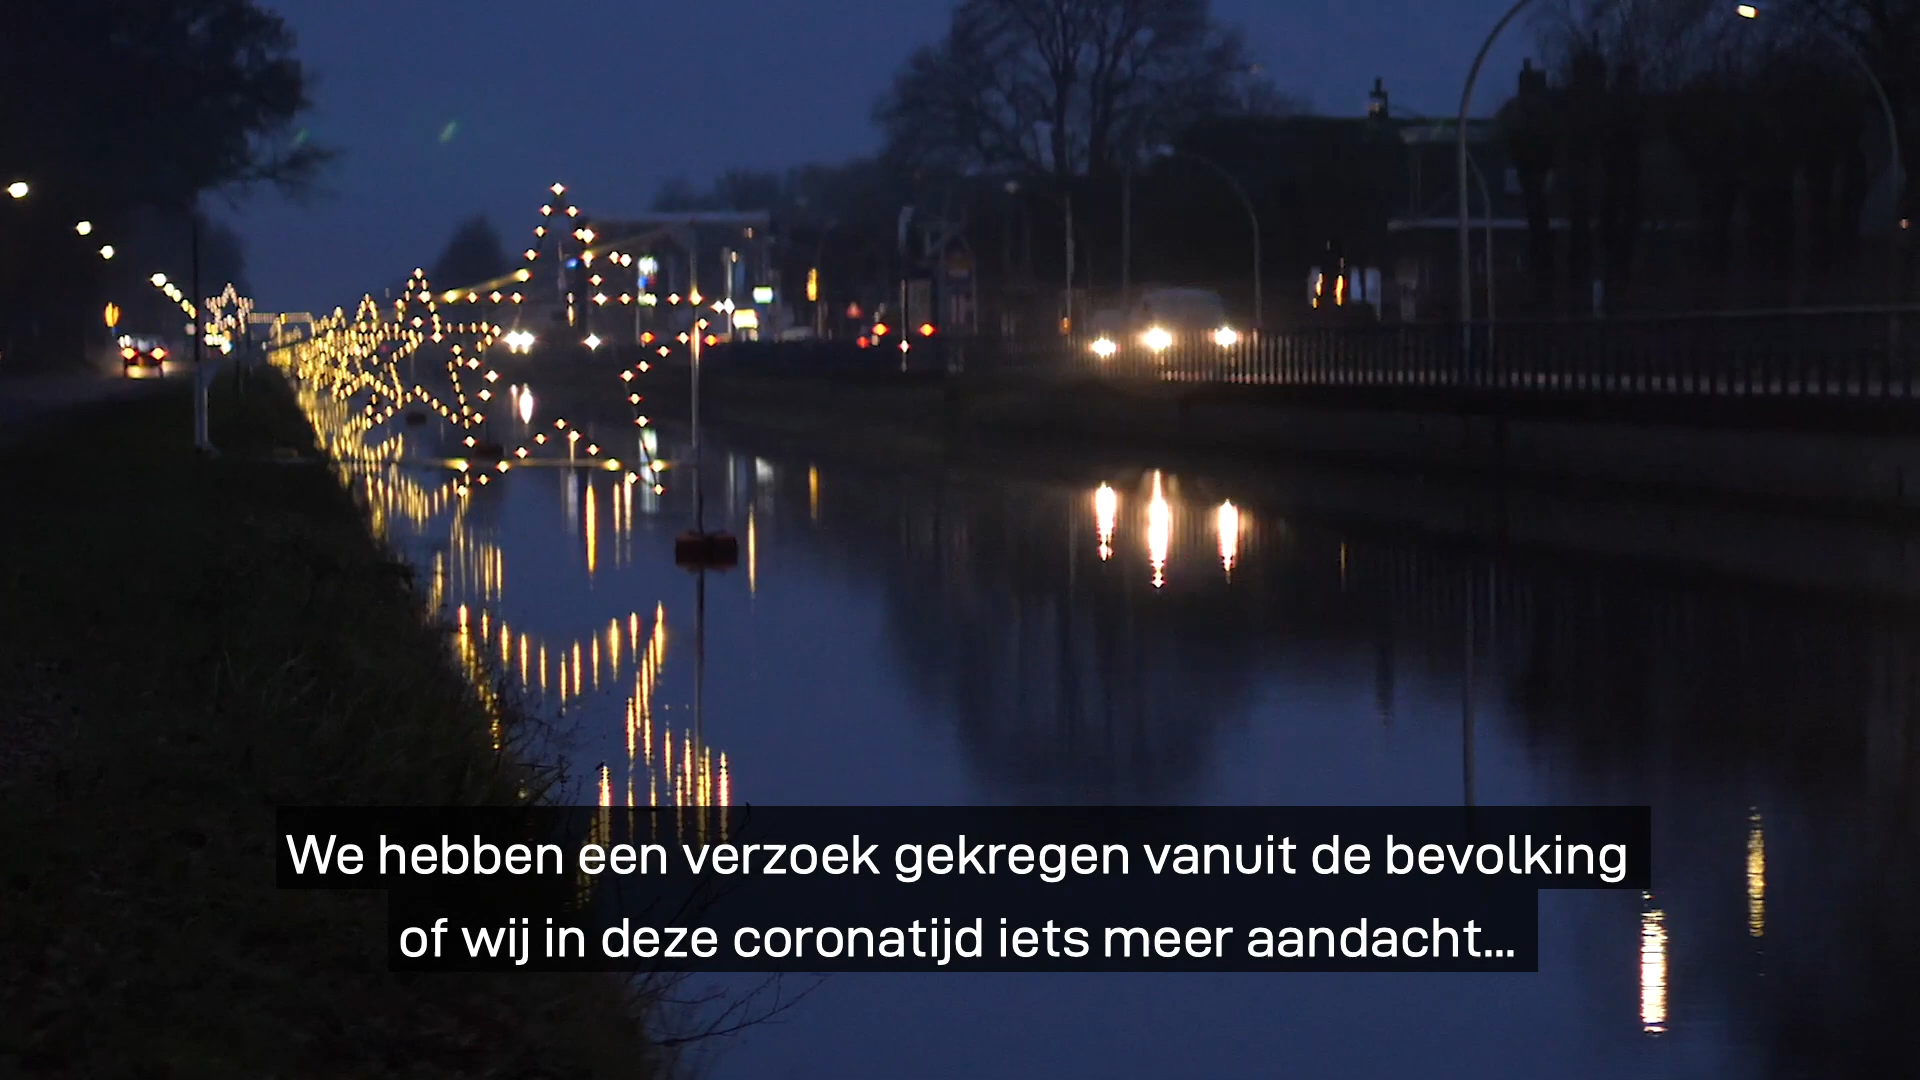 We hebben een verzoek gekregen vanuit de bevolking
of wij in deze coronatijd iets meer aandacht...